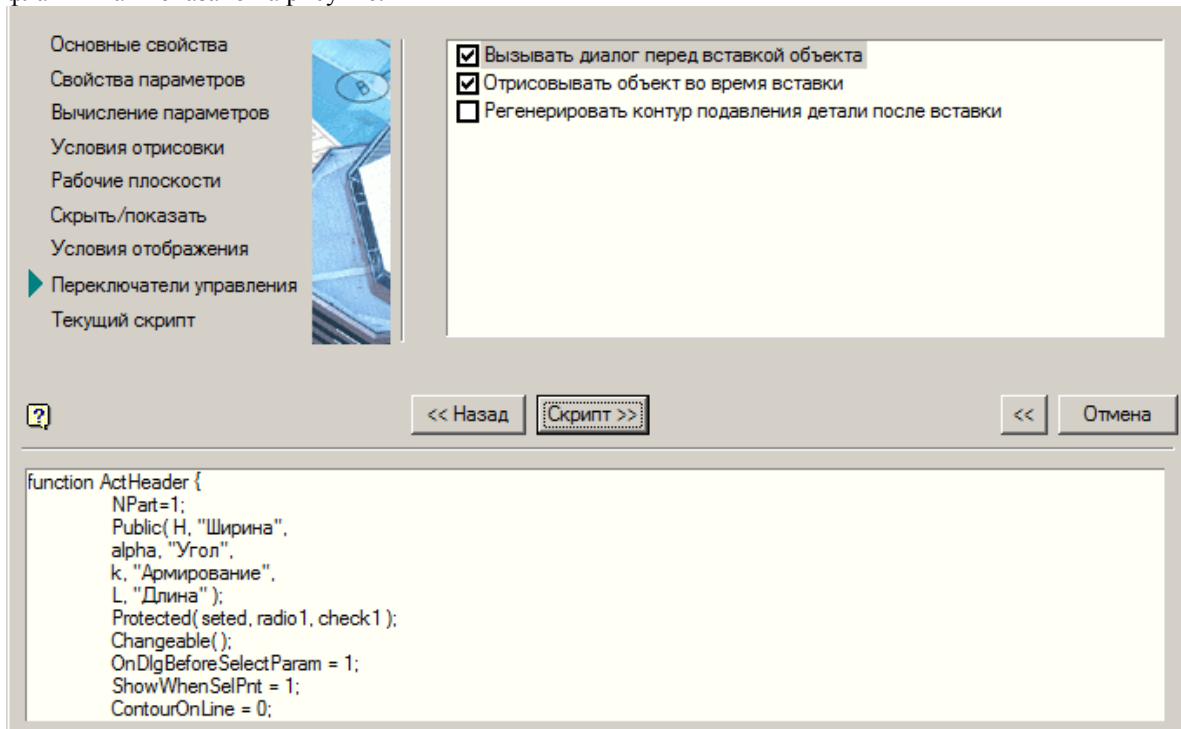 Основные свойства
Свойства параметров
Вычисление параметров
Условия отрисовки
Рабочие плоскости
Скрыть/показать
Условия отображения
Переключатели управления
Текущий скрипт
B
Вызывать диалог перед вставкой объекта
Отрисовывать объект во время вставки
Регенерировать контур подавления детали после вставки
?
<< Назад
Скрипт >>
<<
Отмена
function ActHeader {
NPart=1;
Public( H, "Ширина",
alpha, "Угол",
k, "Армирование",
L, "Длина" );
Protected( seted, radio1, check1 );
Changeable( );
OnDlgBeforeSelectParam = 1;
ShowWhenSelPnt = 1;
ContourOnLine = 0;